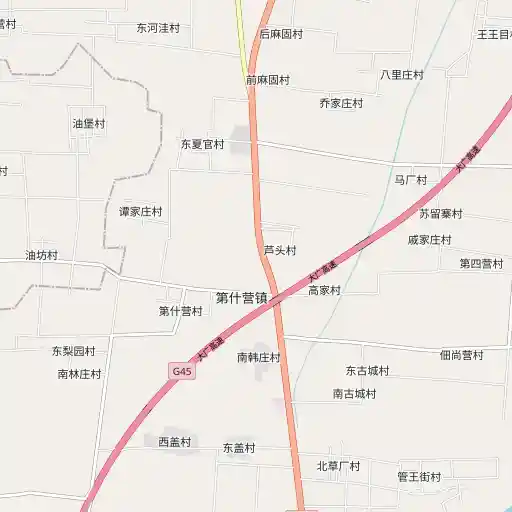 营村
东河洼村
后麻固村
王王目村
前麻固村
八里庄村
乔家庄村
油堡村
东夏官村
大广高速
村
马厂村
谭家庄村
苏留寨村
戚家庄村
芦头村
油坊村
第四营村
大广高速
高家村
第什营镇
第什营村
大广高速
东梨园村
南韩庄村
佃尚营村
G45
南林庄村
东古城村
南古城村
西盖村
东盖村
北草厂村
管王街村